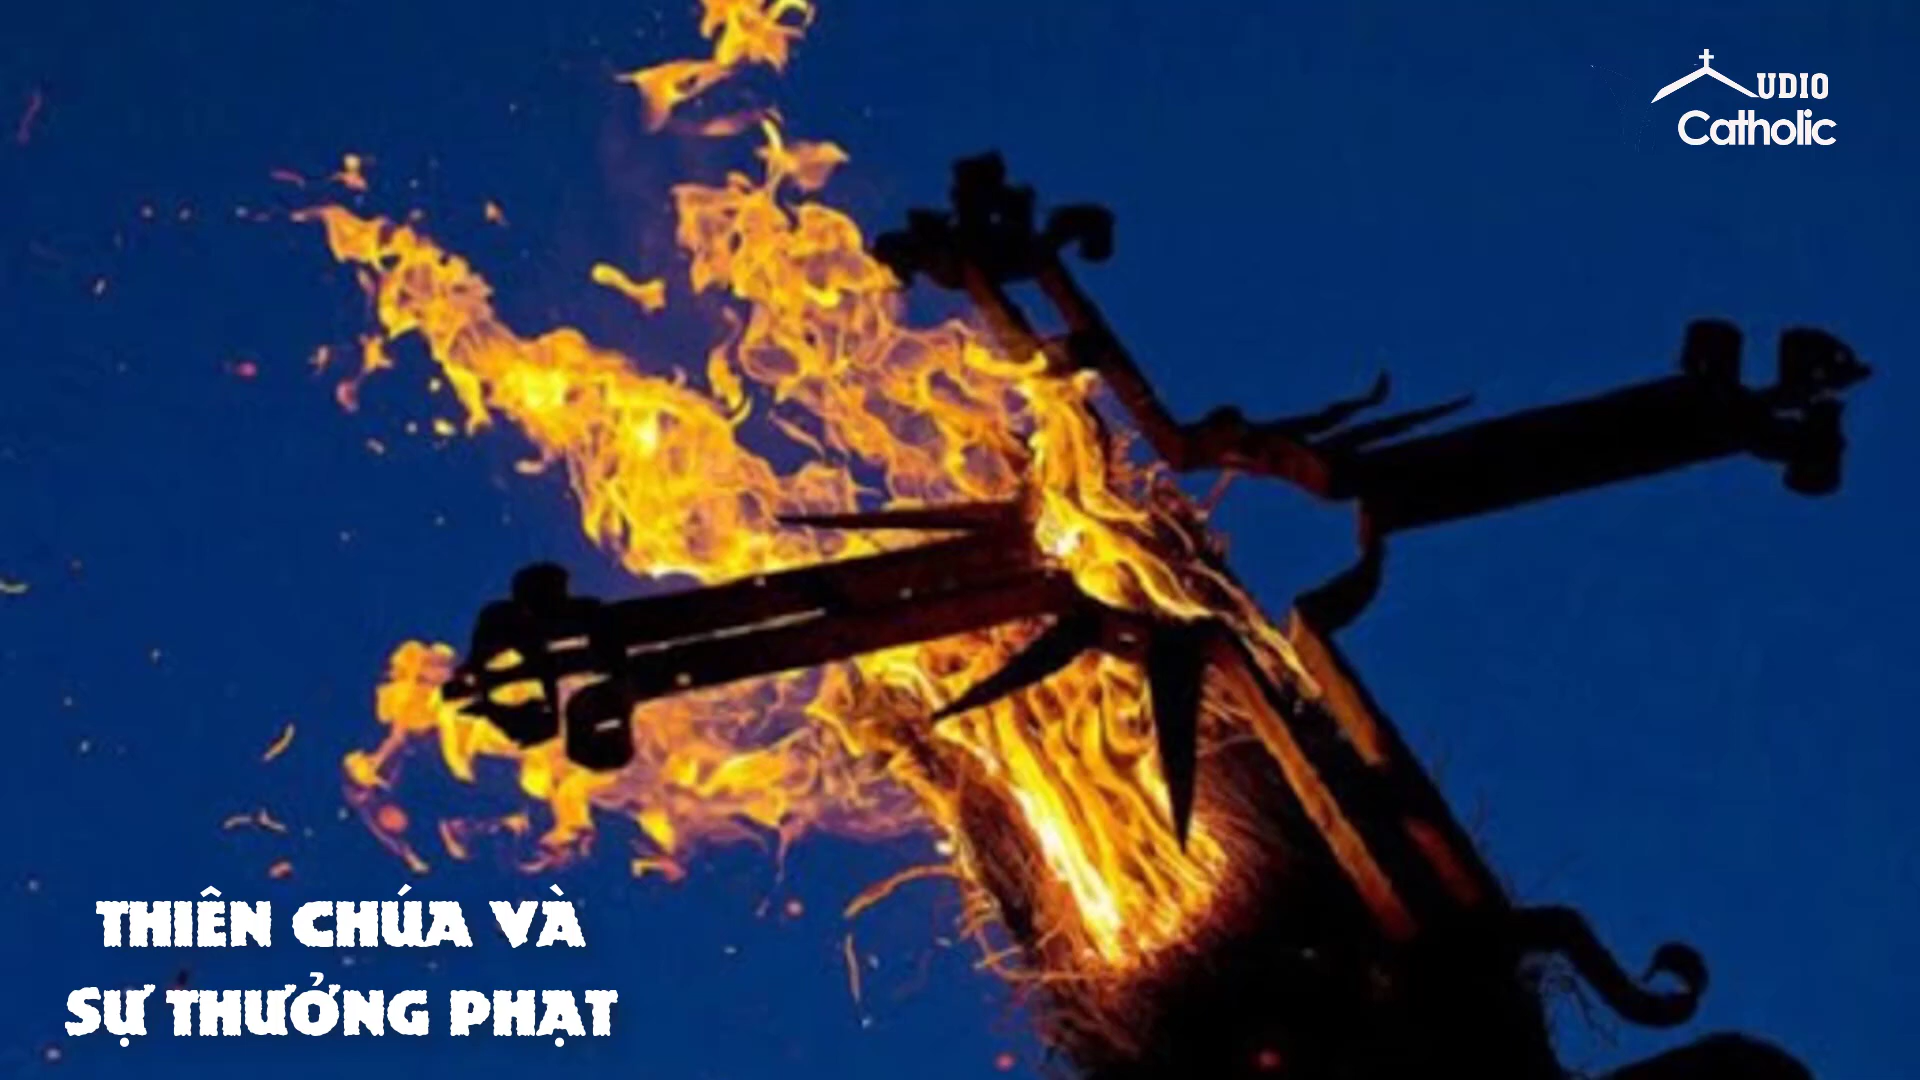 UDIO
Catholic
THIÊN CHÚA VÀ
SỰ THƯỞNG PHẠT